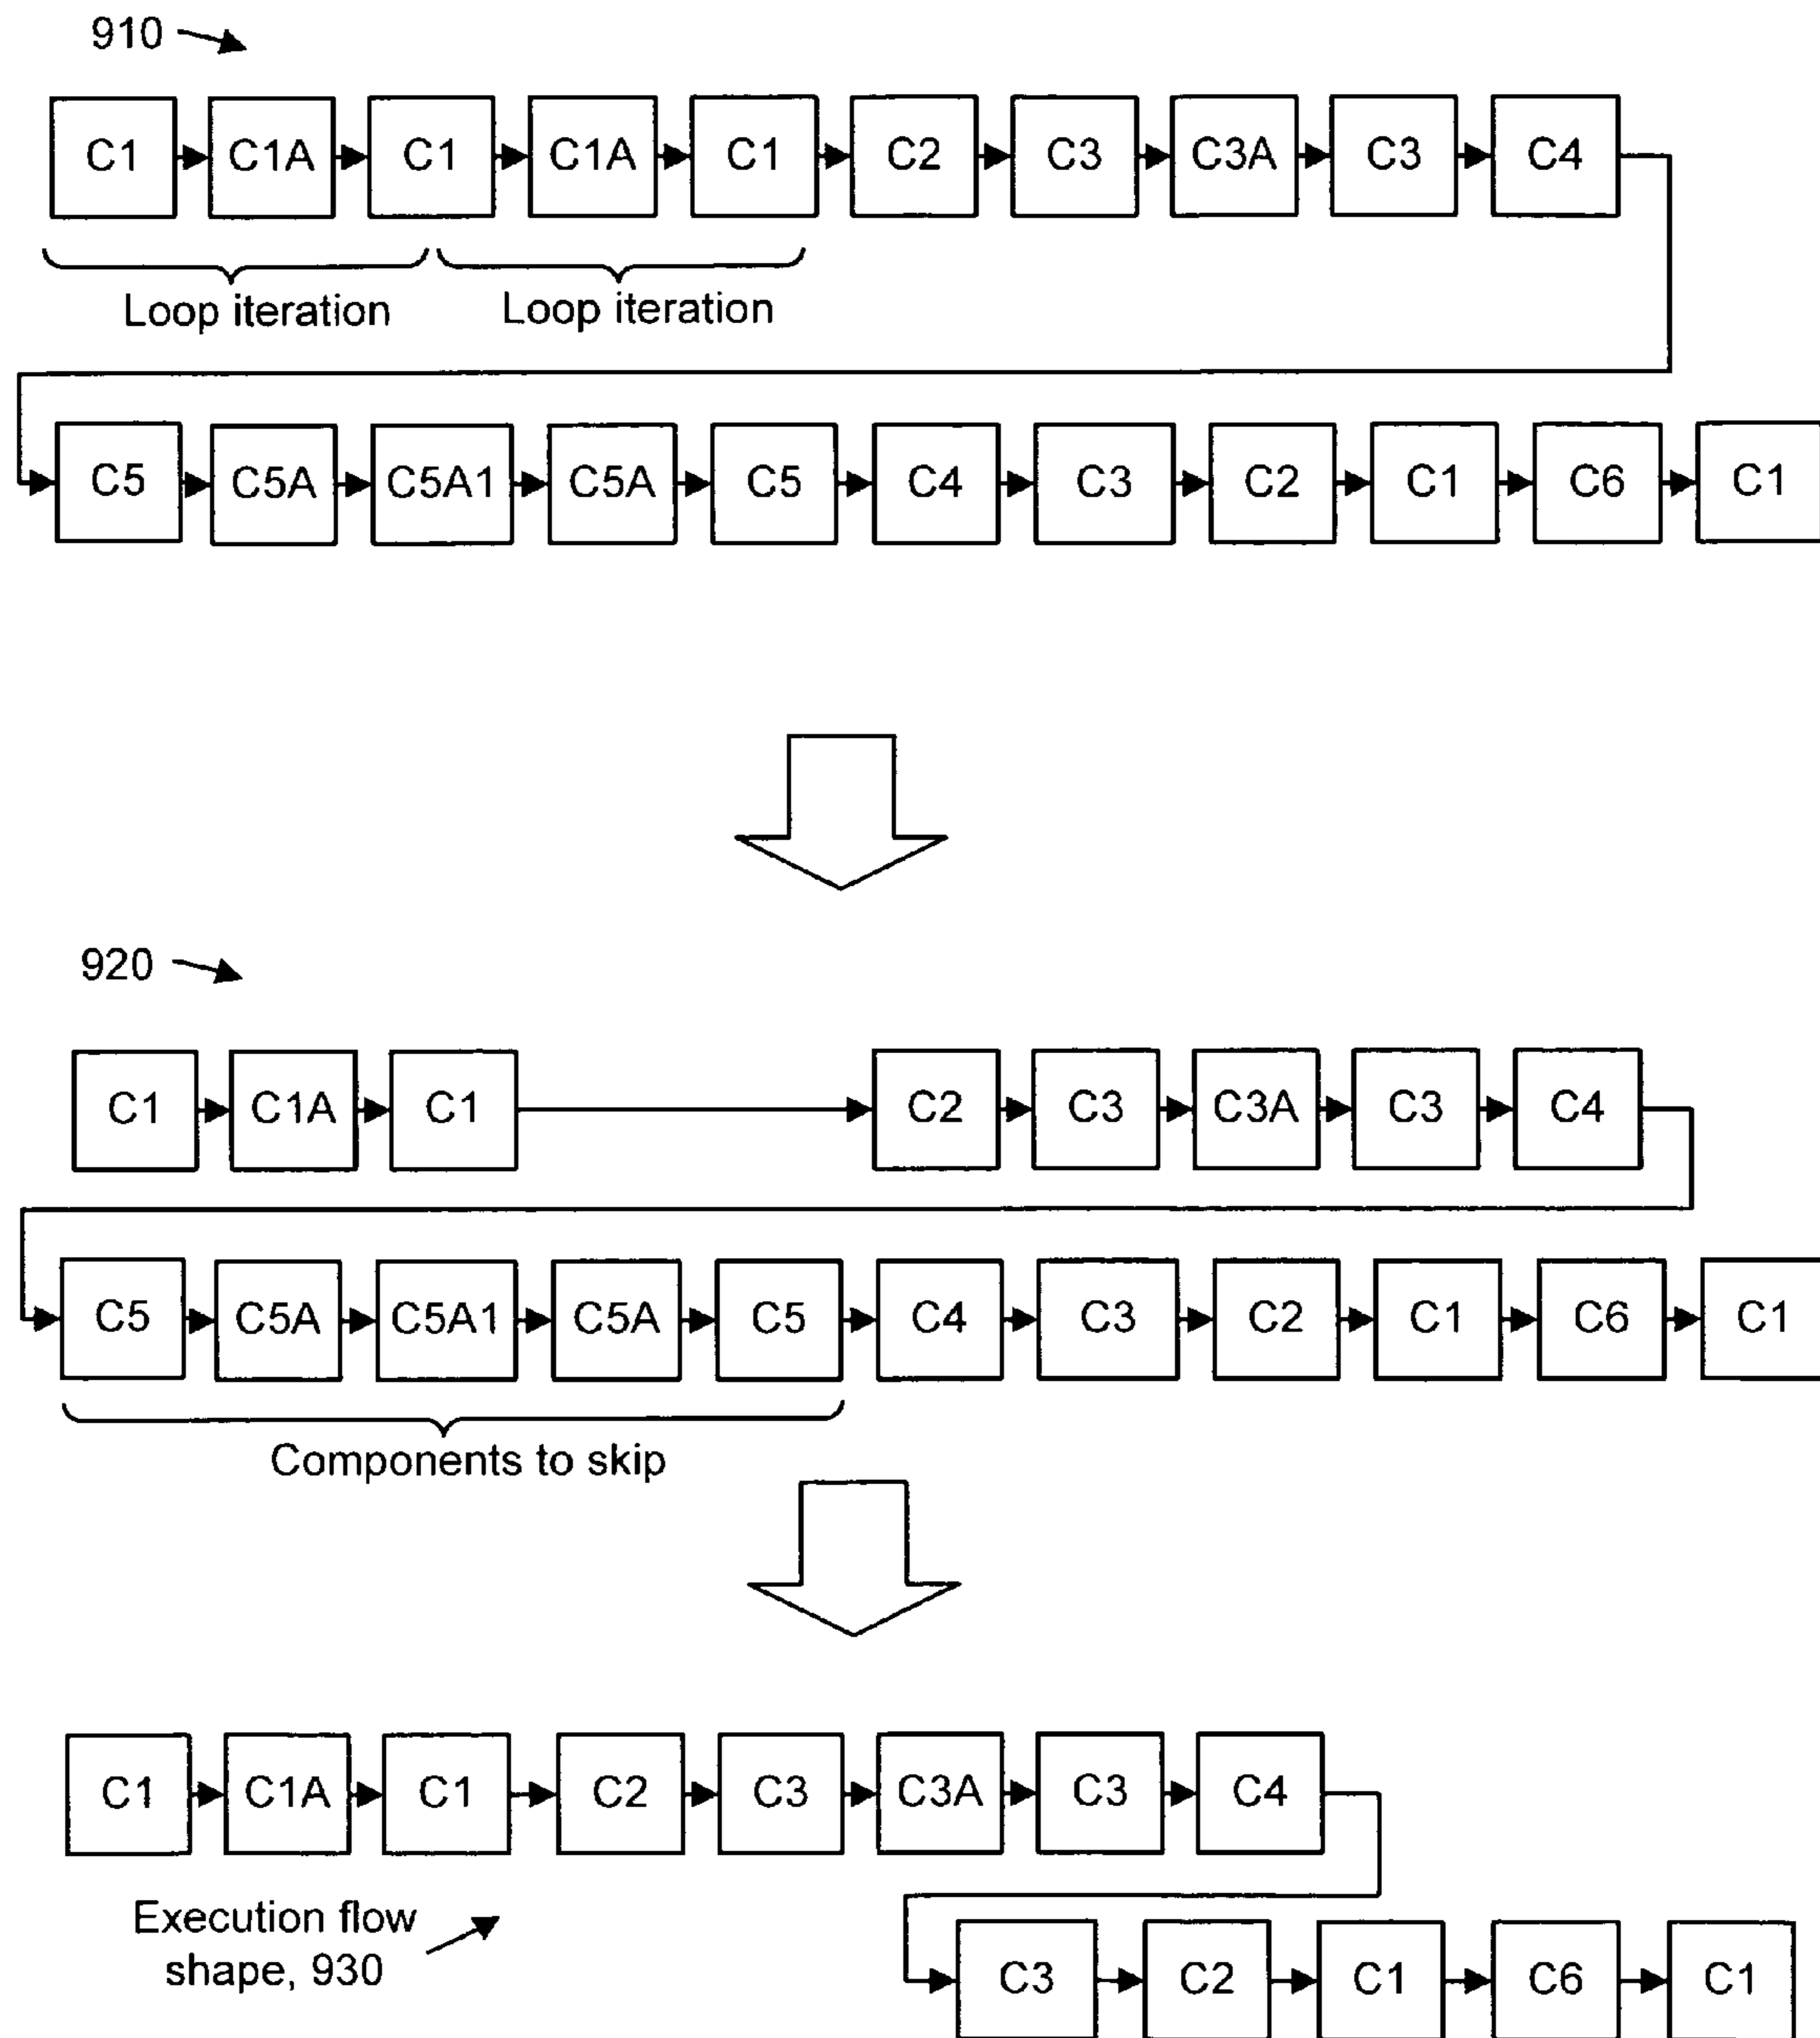 910
C1 C1A C1 C1A C1 C2 C3 C3A C3 C4
Loop iteration Loop iteration
C5 C5A C5A1 C5A C5 C4 C3 C2 C1 C6 C1
920
C1 C1A C1 C2 C3 C3A C3 C4
C5 C5A C5A1 C5A C5 C4 C3 C2 C1 C6 C1
Components to skip
C1 C1A C1 C2 C3 C3A C3 C4
Execution flow
shape, 930
C3 C2 C1 C6 C1